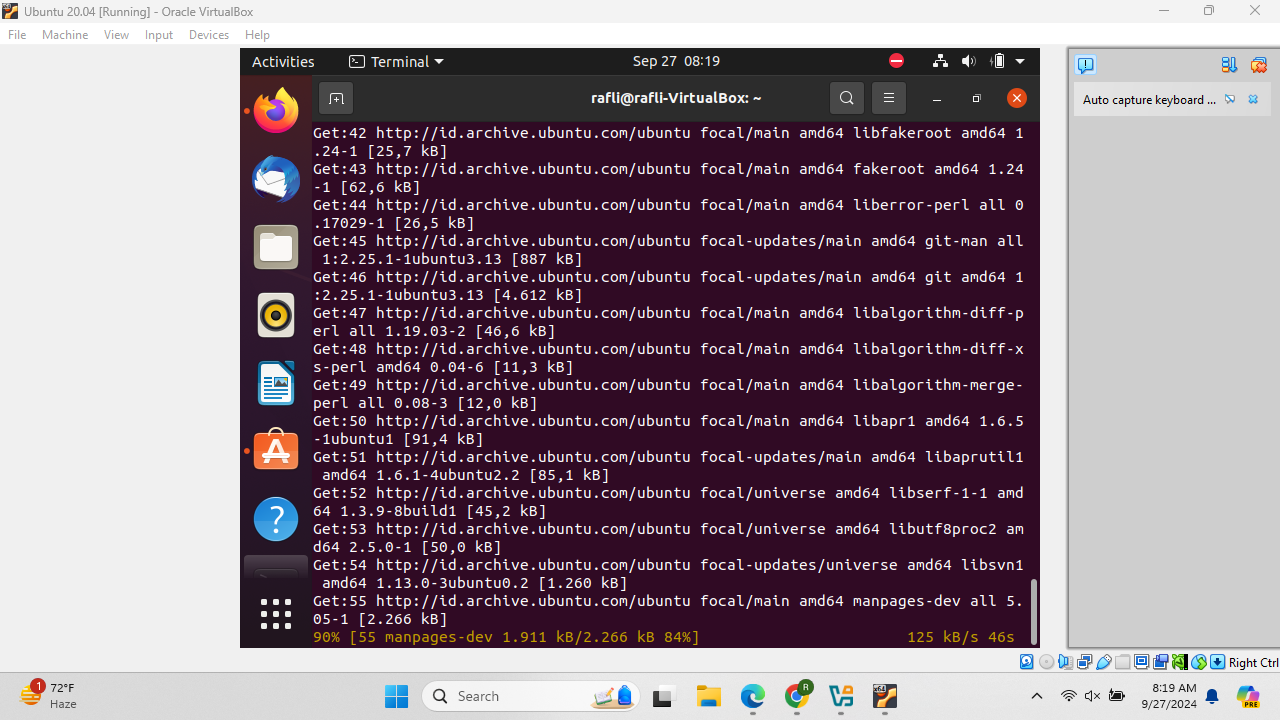 Ubuntu 20.04 [Running] - Oracle VirtualBox
File Machine View Input Devices Help
Activities Terminal Sep 27 08:19
rafli@rafli-VirtualBox: ~
Auto capture keyboard ...
Get:42 http://id.archive.ubuntu.com/ubuntu focal/main amd64 libfakeroot amd64 1
.24-1 [25,7 kB]
Get:43 http://id.archive.ubuntu.com/ubuntu focal/main amd64 fakeroot amd64 1.24
-1 [62,6 kB]
Get:44 http://id.archive.ubuntu.com/ubuntu focal/main amd64 liberror-perl all 0
.17029-1 [26,5 kB]
Get:45 http://id.archive.ubuntu.com/ubuntu focal-updates/main amd64 git-man all
1:2.25.1-1ubuntu3.13 [887 kB]
Get:46 http://id.archive.ubuntu.com/ubuntu focal-updates/main amd64 git amd64 1
:2.25.1-1ubuntu3.13 [4.612 kB]
Get:47 http://id.archive.ubuntu.com/ubuntu focal/main amd64 libalgorithm-diff-p
erl all 1.19.03-2 [46,6 kB]
Get:48 http://id.archive.ubuntu.com/ubuntu focal/main amd64 libalgorithm-diff-x
s-perl amd64 0.04-6 [11,3 kB]
Get:49 http://id.archive.ubuntu.com/ubuntu focal/main amd64 libalgorithm-merge-
perl all 0.08-3 [12,0 kB]
Get:50 http://id.archive.ubuntu.com/ubuntu focal/main amd64 libapr1 amd64 1.6.5
-1ubuntu1 [91,4 kB]
Get:51 http://id.archive.ubuntu.com/ubuntu focal-updates/main amd64 libaprutil1
amd64 1.6.1-4ubuntu2.2 [85,1 kB]
Get:52 http://id.archive.ubuntu.com/ubuntu focal/universe amd64 libserf-1-1 amd
64 1.3.9-8build1 [45,2 kB]
Get:53 http://id.archive.ubuntu.com/ubuntu focal/universe amd64 libutf8proc2 am
d64 2.5.0-1 [50,0 kB]
Get:54 http://id.archive.ubuntu.com/ubuntu focal-updates/universe amd64 libsvn1
amd64 1.13.0-3ubuntu0.2 [1.260 kB]
Get:55 http://id.archive.ubuntu.com/ubuntu focal/main amd64 manpages-dev all 5.
05-1 [2.266 kB]
90% [55 manpages-dev 1.911 kB/2.266 kB 84%] 125 kB/s 46s
Right Ctrl
1
72°F
Haze
Search
R
PRE
8:19 AM
9/27/2024